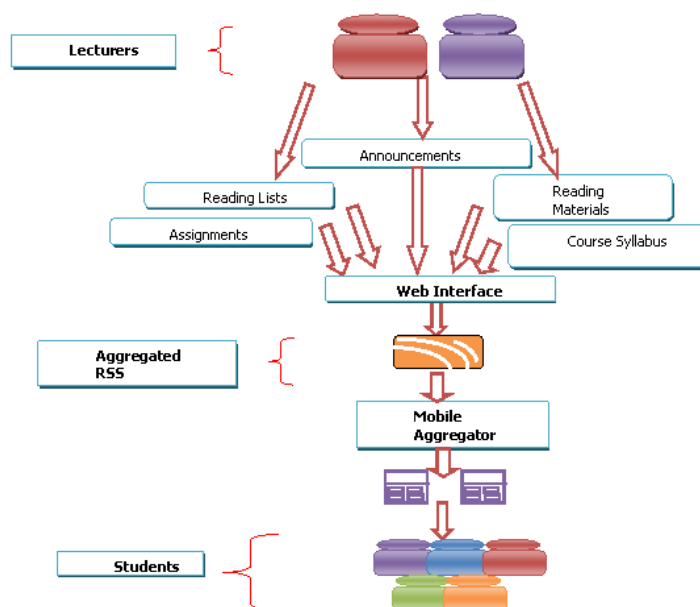 Lecturers
Announcements
Reading Lists
Reading
Materials
Assignments
Course Syllabus
Web Interface
Aggregated
RSS
Mobile
Aggregator
Students